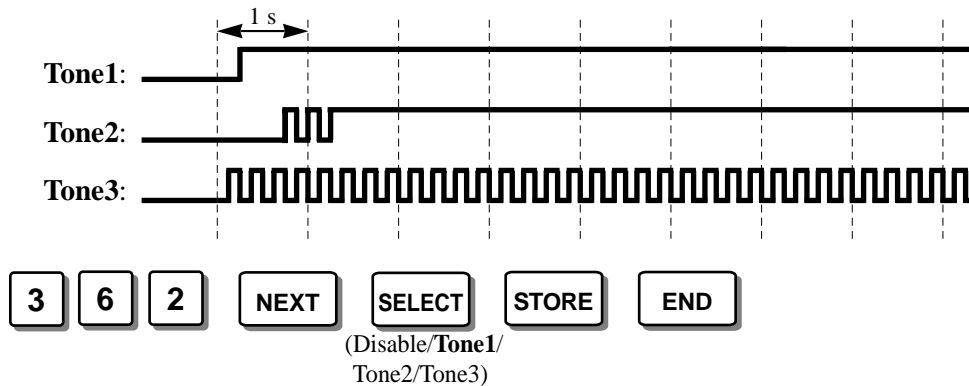 1 s
Tone1:
Tone2:
Tone3:
3 6 2 NEXT SELECT STORE END
(Disable/Tone1/
Tone2/Tone3)